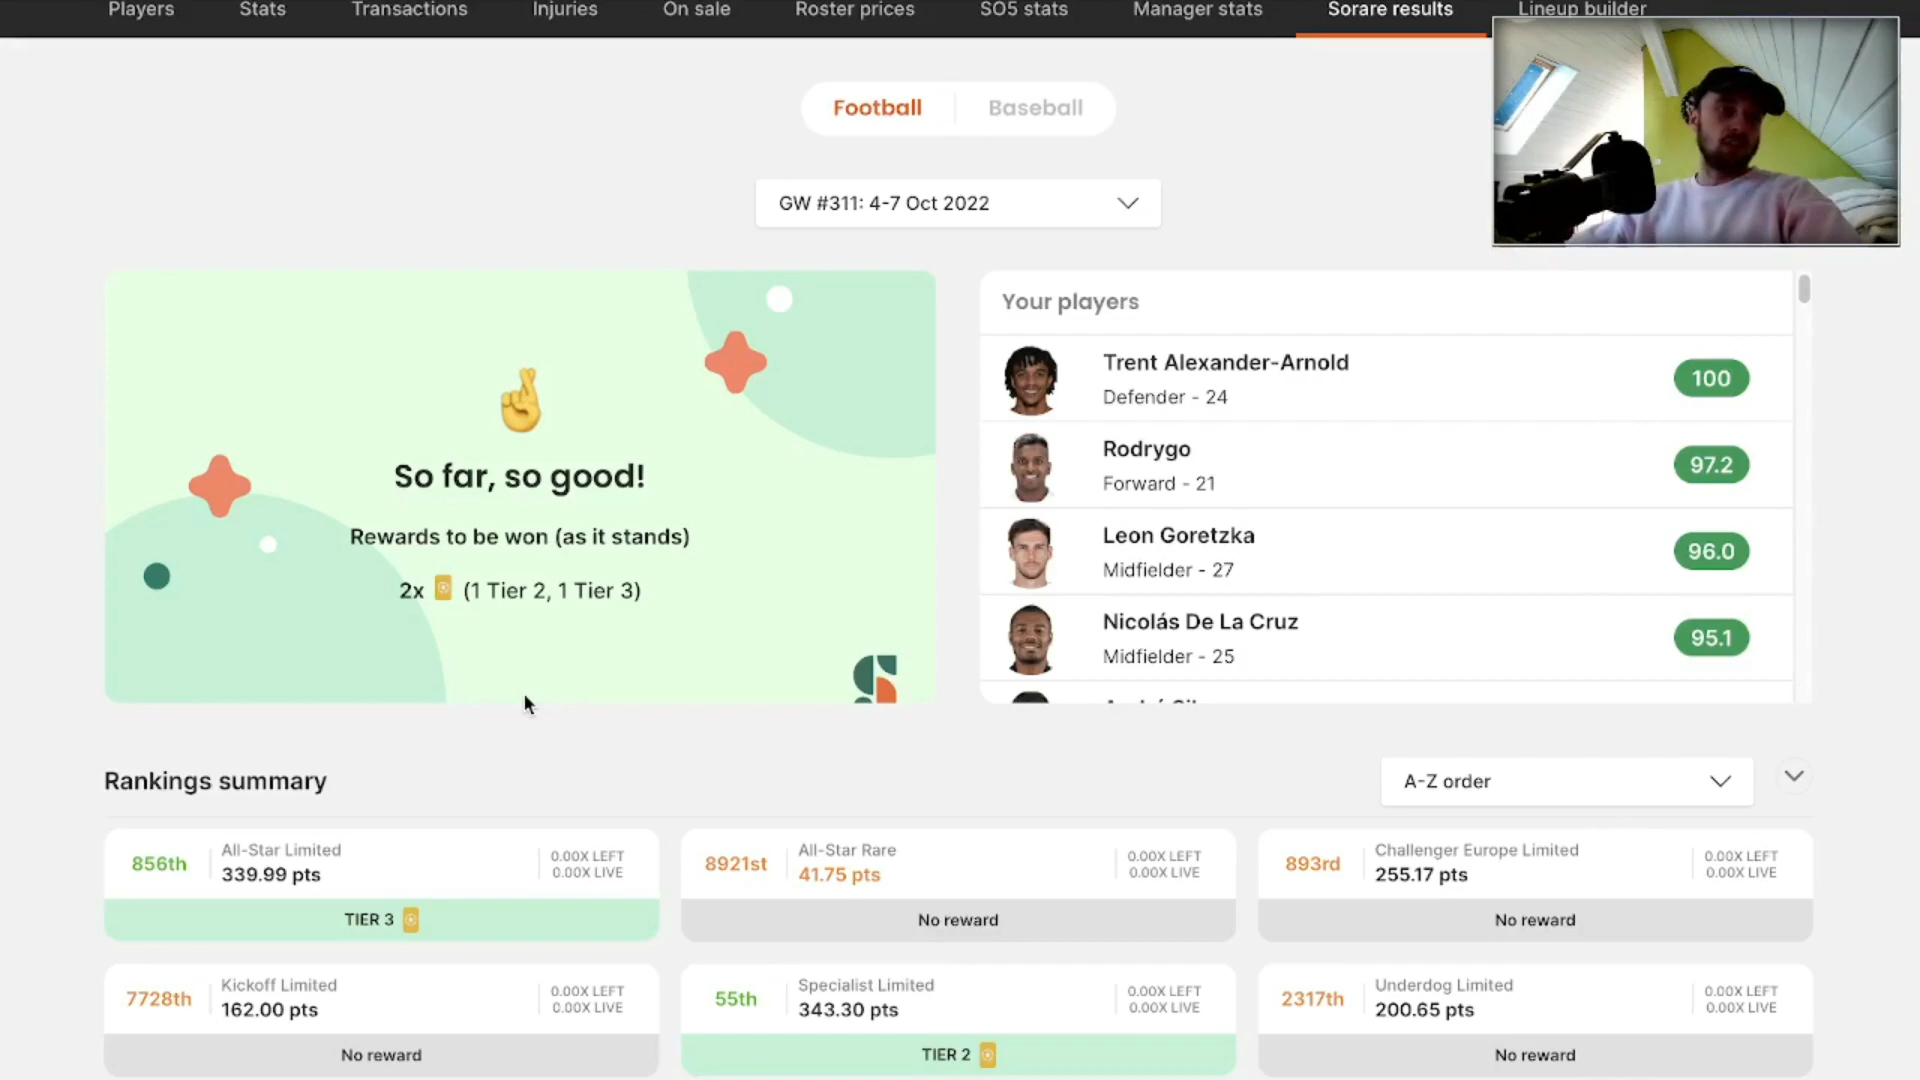 Players Stats Transactions Injuries On sale Roster prices SO5 stats Manager stats Sorare results Lineup builder
Football Baseball
GW #311: 4-7 Oct 2022
So far, so good!
Rewards to be won (as it stands)
2x (1 Tier 2, 1 Tier 3)
Your players
Trent Alexander-Arnold
Defender - 24
100
Rodrygo
Forward - 21
97.2
Leon Goretzka
Midfielder - 27
96.0
Nicolás De La Cruz
Midfielder - 25
95.1
Rankings summary
A-Z order
856th
All-Star Limited
339.99 pts
0.00X LEFT
0.00X LIVE
TIER 3
8921st
All-Star Rare
41.75 pts
0.00X LEFT
0.00X LIVE
No reward
893rd
Challenger Europe Limited
255.17 pts
0.00X LEFT
0.00X LIVE
No reward
7728th
Kickoff Limited
162.00 pts
0.00X LEFT
0.00X LIVE
No reward
55th
Specialist Limited
343.30 pts
0.00X LEFT
0.00X LIVE
TIER 2
2317th
Underdog Limited
200.65 pts
0.00X LEFT
0.00X LIVE
No reward